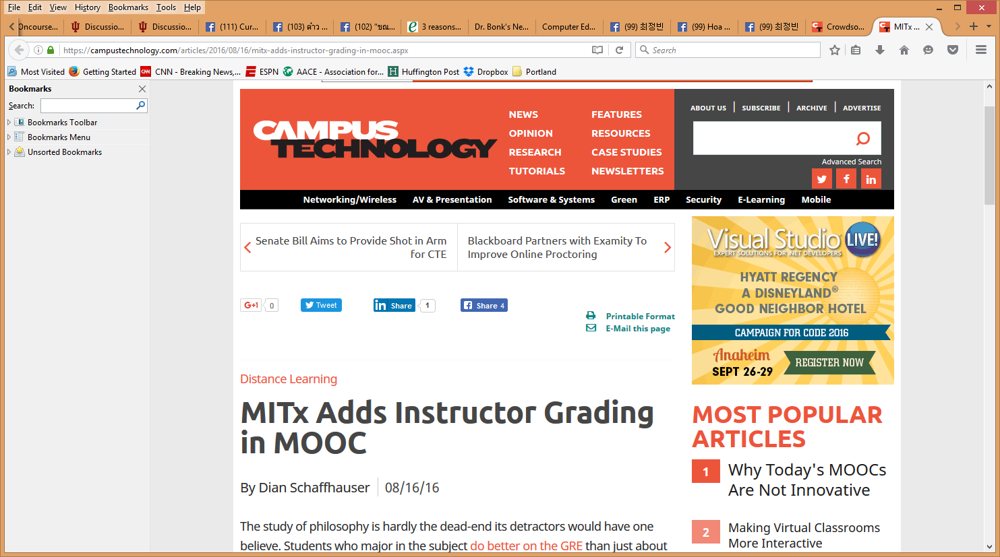 File Edit View History Bookmarks Tools Help
Oncourse... Discussio... Discussio... (111) Cur... (103) ต่าว ... (102) "ขณ... 3 reasons... Dr. Bonk's Ne... Computer Ed... (99) 최정빈 (99) Hoa ... (99) 최정빈 Crowdso... MITx ...
https://campustechnology.com/articles/2016/08/16/mitx-adds-instructor-grading-in-mooc.aspx
Search
Most Visited Getting Started CNN - Breaking News,... ESPN AACE - Association for... Huffington Post Dropbox Portland
Bookmarks
Search:
Bookmarks Toolbar
Bookmarks Menu
Unsorted Bookmarks
CAMPUS
TECHNOLOGY
NEWS FEATURES
OPINION RESOURCES
RESEARCH CASE STUDIES
TUTORIALS NEWSLETTERS
ABOUT US SUBSCRIBE ARCHIVE ADVERTISE
Advanced Search
Networking/Wireless AV & Presentation Software & Systems Green ERP Security E-Learning Mobile
Senate Bill Aims to Provide Shot in Arm
for CTE
Blackboard Partners with Examity To
Improve Online Proctoring
G+1 0 Tweet in Share 1 Share 4
Printable Format
E-Mail this page
Distance Learning
MITx Adds Instructor Grading
in MOOC
By Dian Schaffhauser 08/16/16
The study of philosophy is hardly the dead-end its detractors would have one
believe. Students who major in the subject do better on the GRE than just about
Visual Studio LIVE!
EXPERT SOLUTIONS FOR .NET DEVELOPERS
HYATT REGENCY
A DISNEYLAND®
GOOD NEIGHBOR HOTEL
CAMPAIGN FOR CODE 2016
Anaheim
SEPT 26-29
REGISTER NOW
MOST POPULAR
ARTICLES
1 Why Today's MOOCs
Are Not Innovative
2 Making Virtual Classrooms
More Interactive